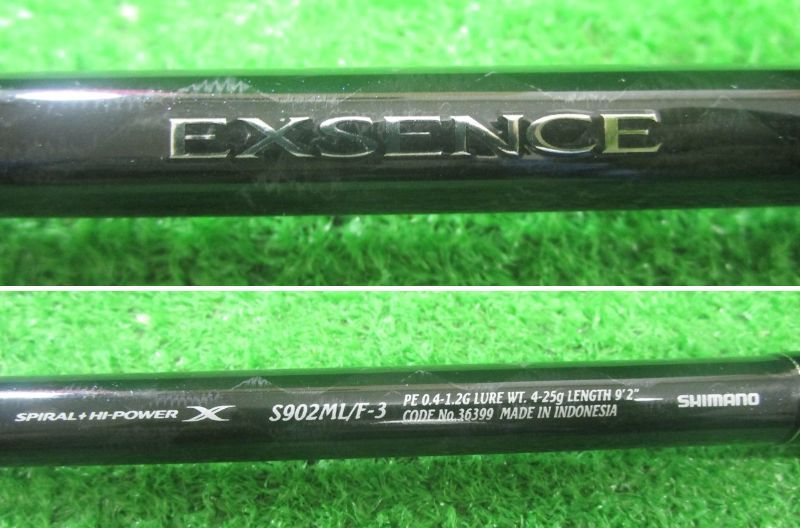 EXSENCE
SPIRAL+HI-POWER X S902ML/F-3 PE 0.4-1.2G LURE WT. 4-25g LENGTH 9'2" SHIMANO
CODE No.36399 MADE IN INDONESIA